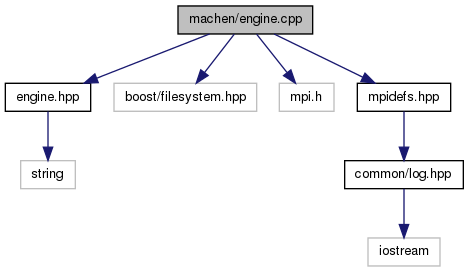 machen/engine.cpp
engine.hpp
boost/filesystem.hpp
mpi.h
mpidefs.hpp
string
common/log.hpp
iostream